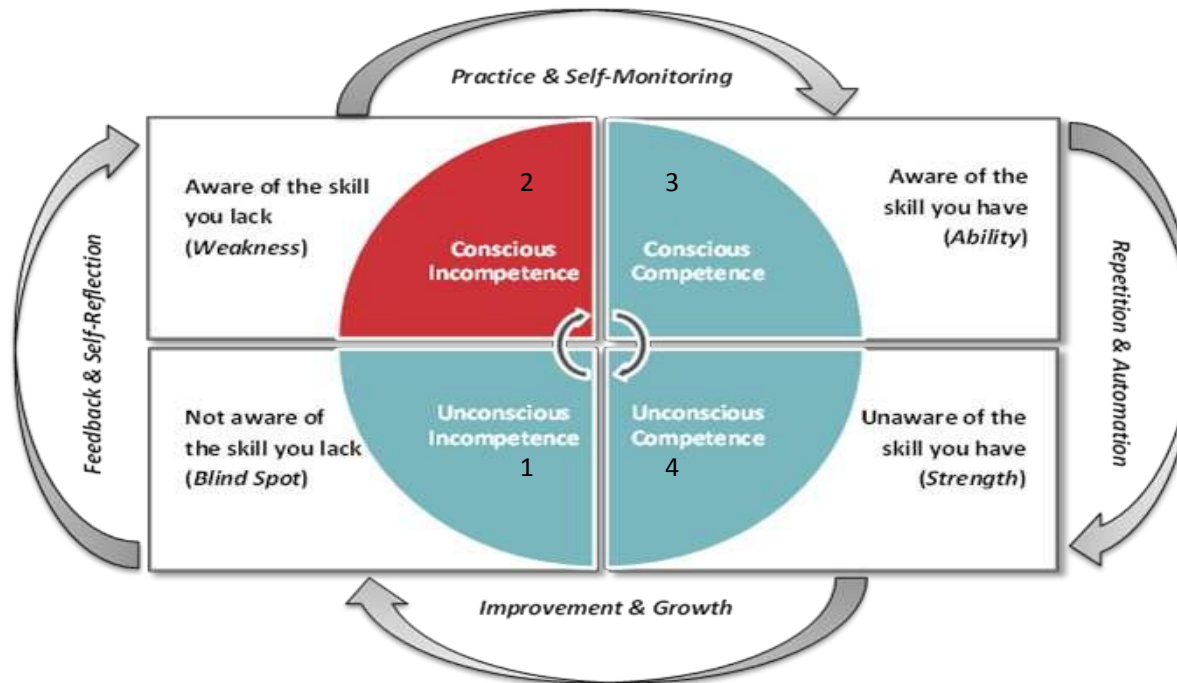 Practice & Self-Monitoring
Aware of the skill
you lack
(Weakness)
2
Conscious
Incompetence
3
Conscious
Competence
Aware of the
skill you have
(Ability)
Feedback & Self-Reflection
Repetition & Automation
Not aware of
the skill you lack
(Blind Spot)
Unconscious
Incompetence
1
Unconscious
Competence
4
Unaware of the
skill you have
(Strength)
Improvement & Growth